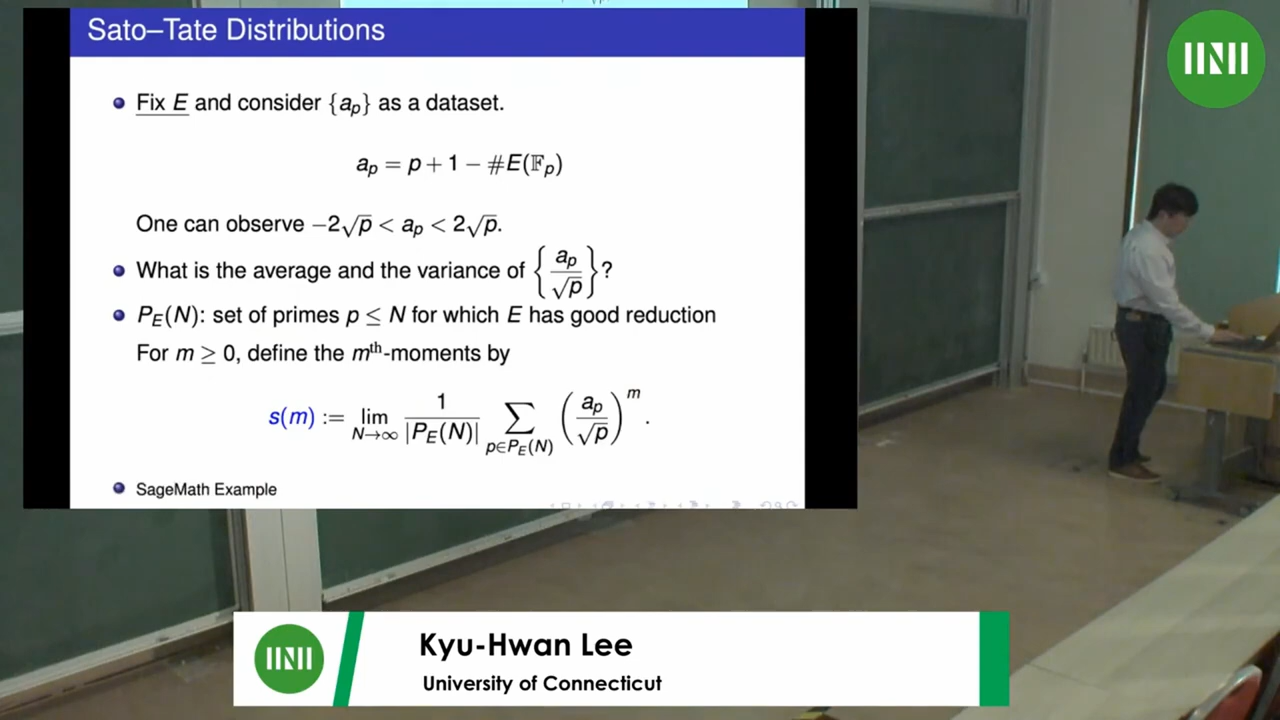 Sato–Tate Distributions
Fix E and consider {a_p} as a dataset.
a_p = p + 1 − #E(𝔽_p)
One can observe −2√p < a_p < 2√p.
What is the average and the variance of {a_p/√p}?
P_E(N): set of primes p ≤ N for which E has good reduction
For m ≥ 0, define the m^th-moments by
s(m) := lim_{N→∞} 1/|P_E(N)| ∑_{p∈P_E(N)} (a_p/√p)^m.
SageMath Example
Kyu-Hwan Lee
University of Connecticut